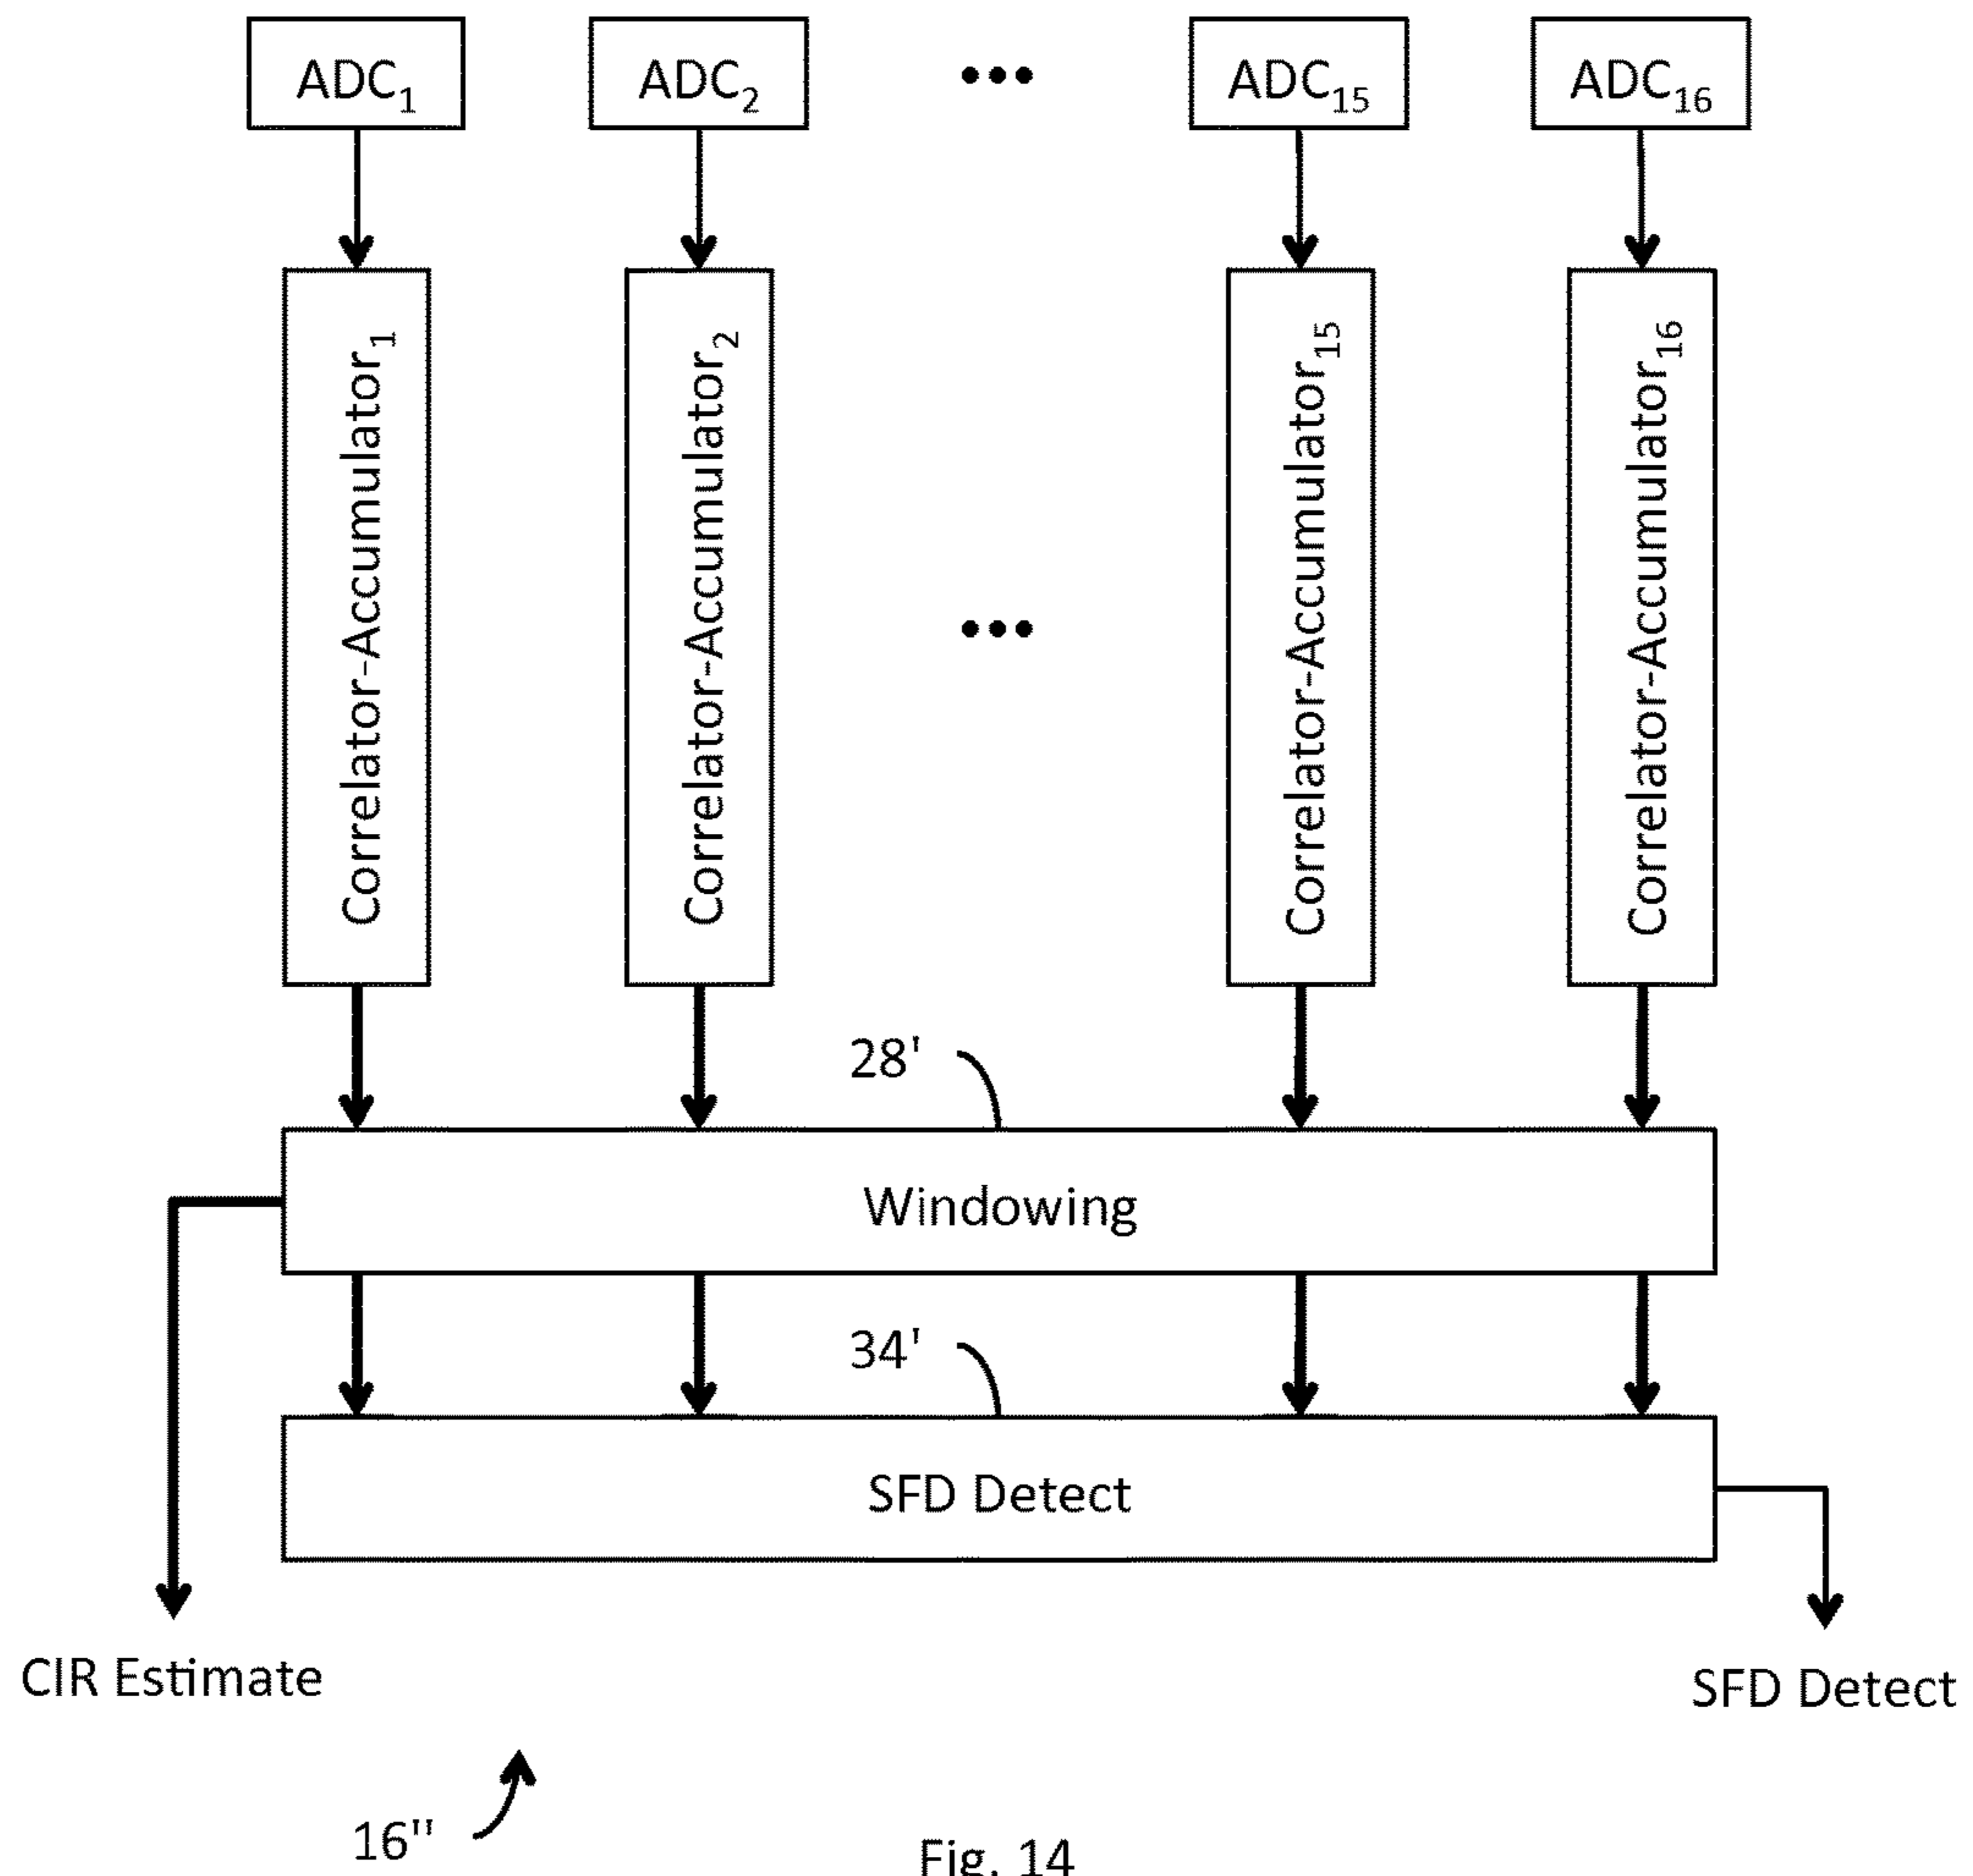 ADC1
ADC2
•••
ADC15
ADC16
Correlator-Accumulator1
Correlator-Accumulator2
•••
Correlator-Accumulator15
Correlator-Accumulator16
28'
Windowing
34'
SFD Detect
CIR Estimate
SFD Detect
16"
Fig. 14